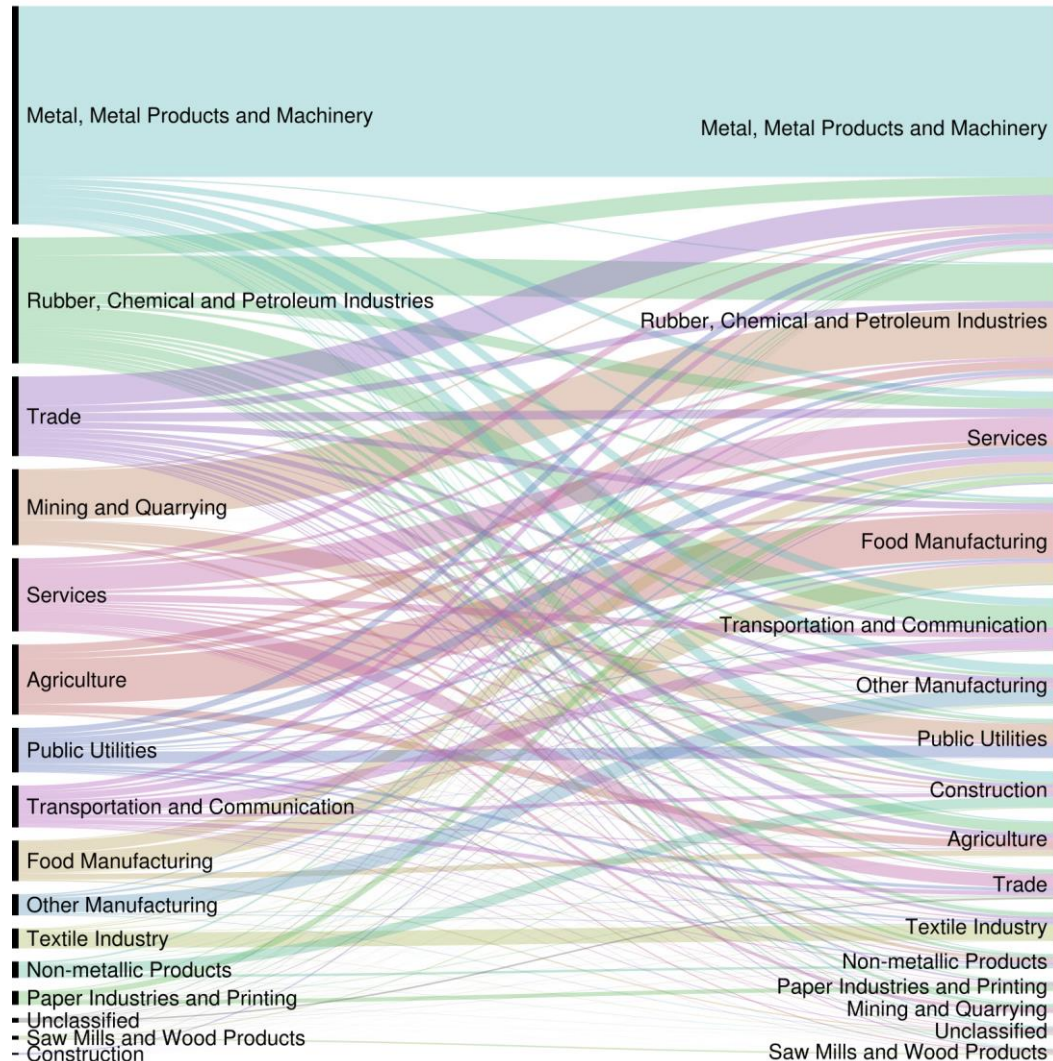 Metal, Metal Products and Machinery
Rubber, Chemical and Petroleum Industries
Trade
Mining and Quarrying
Services
Agriculture
Public Utilities
Transportation and Communication
Food Manufacturing
Other Manufacturing
Textile Industry
Non-metallic Products
Paper Industries and Printing
Unclassified
Saw Mills and Wood Products
Construction
Metal, Metal Products and Machinery
Rubber, Chemical and Petroleum Industries
Services
Food Manufacturing
Transportation and Communication
Other Manufacturing
Public Utilities
Construction
Agriculture
Trade
Textile Industry
Non-metallic Products
Paper Industries and Printing
Mining and Quarrying
Unclassified
Saw Mills and Wood Products